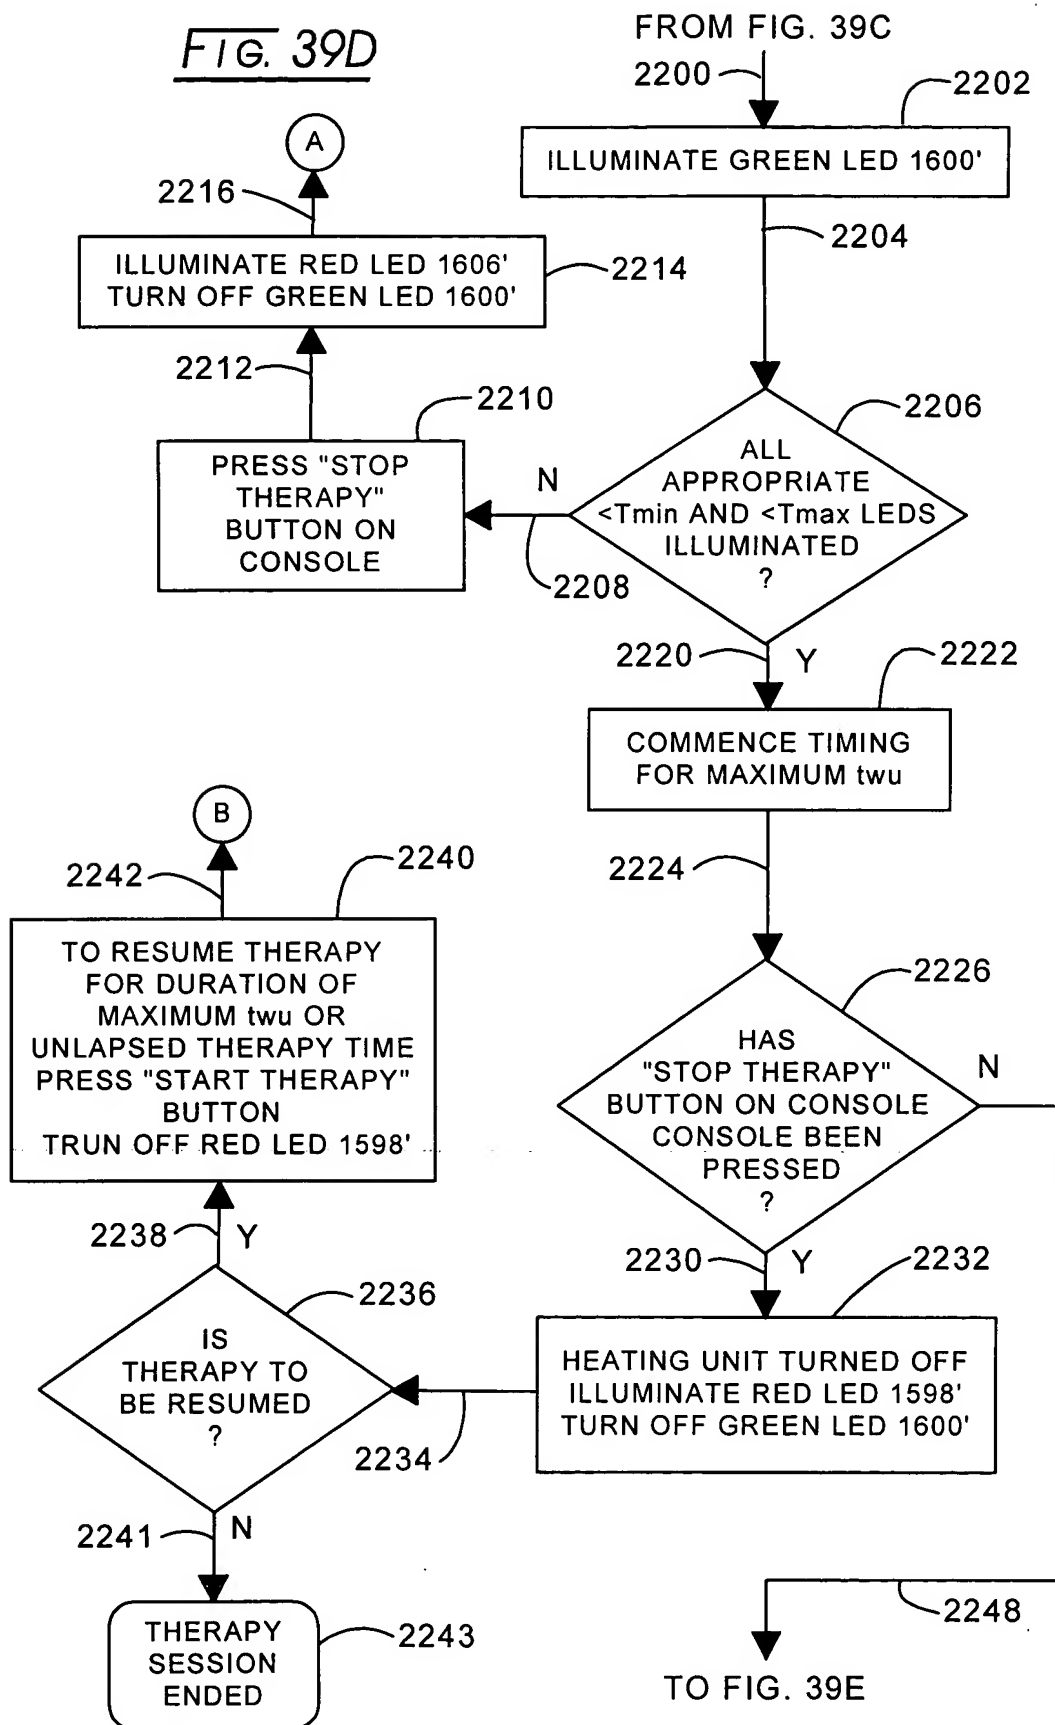 FIG. 39D
FROM FIG. 39C
2200
2202
ILLUMINATE GREEN LED 1600'
2204
A
2216
ILLUMINATE RED LED 1606'
TURN OFF GREEN LED 1600'
2214
2212
2210
PRESS "STOP
THERAPY"
BUTTON ON
CONSOLE
N
2208
2206
ALL
APPROPRIATE
<Tmin AND <Tmax LEDS
ILLUMINATED
?
2220
Y
2222
COMMENCE TIMING
FOR MAXIMUM twu
2224
2226
HAS
"STOP THERAPY"
BUTTON ON CONSOLE
CONSOLE BEEN
PRESSED
?
N
2230
Y
2232
HEATING UNIT TURNED OFF
ILLUMINATE RED LED 1598'
TURN OFF GREEN LED 1600'
2234
B
2242
2240
TO RESUME THERAPY
FOR DURATION OF
MAXIMUM twu OR
UNLAPSED THERAPY TIME
PRESS "START THERAPY"
BUTTON
TRUN OFF RED LED 1598'
2238
Y
2236
IS
THERAPY TO
BE RESUMED
?
2241
N
THERAPY
SESSION
ENDED
2243
2248
TO FIG. 39E